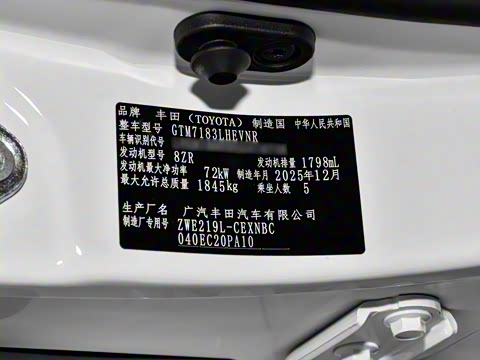 品牌 丰田（TOYOTA） 制造国 中华人民共和国
整车型号 GTM7183LHEVNR
车辆识别代号
发动机型号 8ZR 发动机排量 1798mL
发动机最大净功率 72kW 制造年月 2025年12月
最大允许总质量 1845kg 乘坐人数 5
生产厂名 广汽丰田汽车有限公司
制造厂专用号 ZWE219L-CEXNBC
040EC20PA10